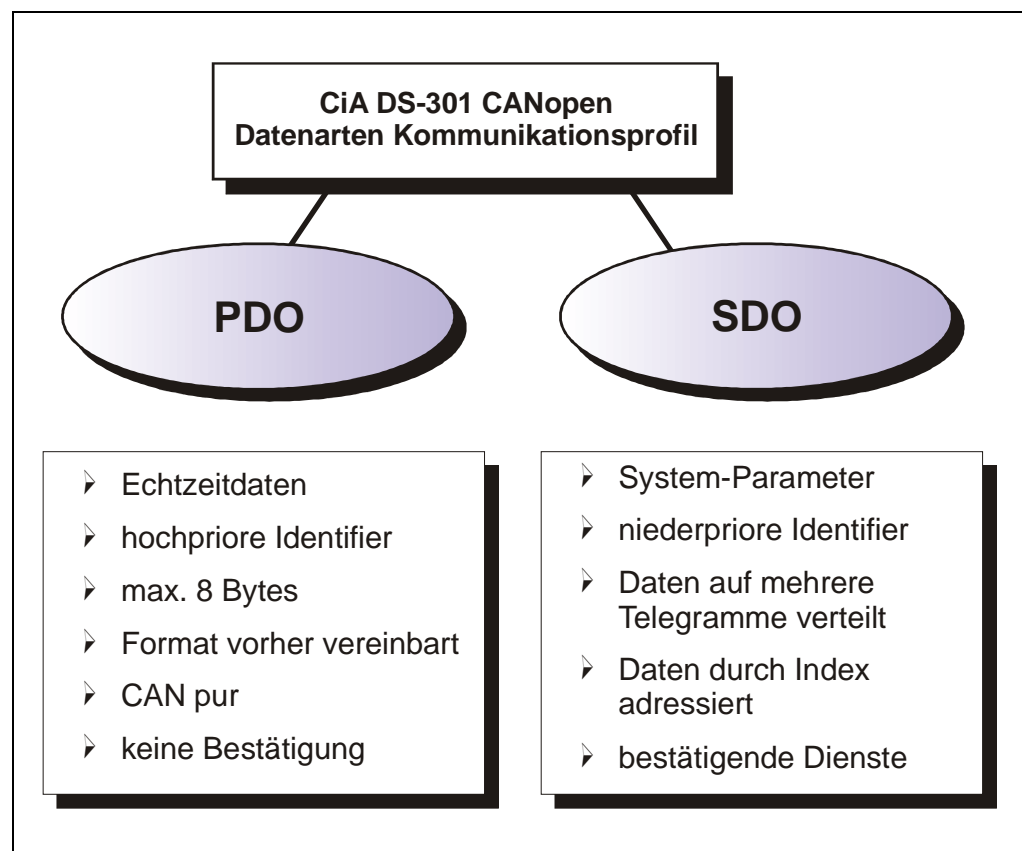 CiA DS-301 CANopen
Datenarten Kommunikationsprofil
PDO
SDO
Echtzeitdaten
hochpriore Identifier
max. 8 Bytes
Format vorher vereinbart
CAN pur
keine Bestätigung
System-Parameter
niederpriore Identifier
Daten auf mehrere
Telegramme verteilt
Daten durch Index
adressiert
bestätigende Dienste